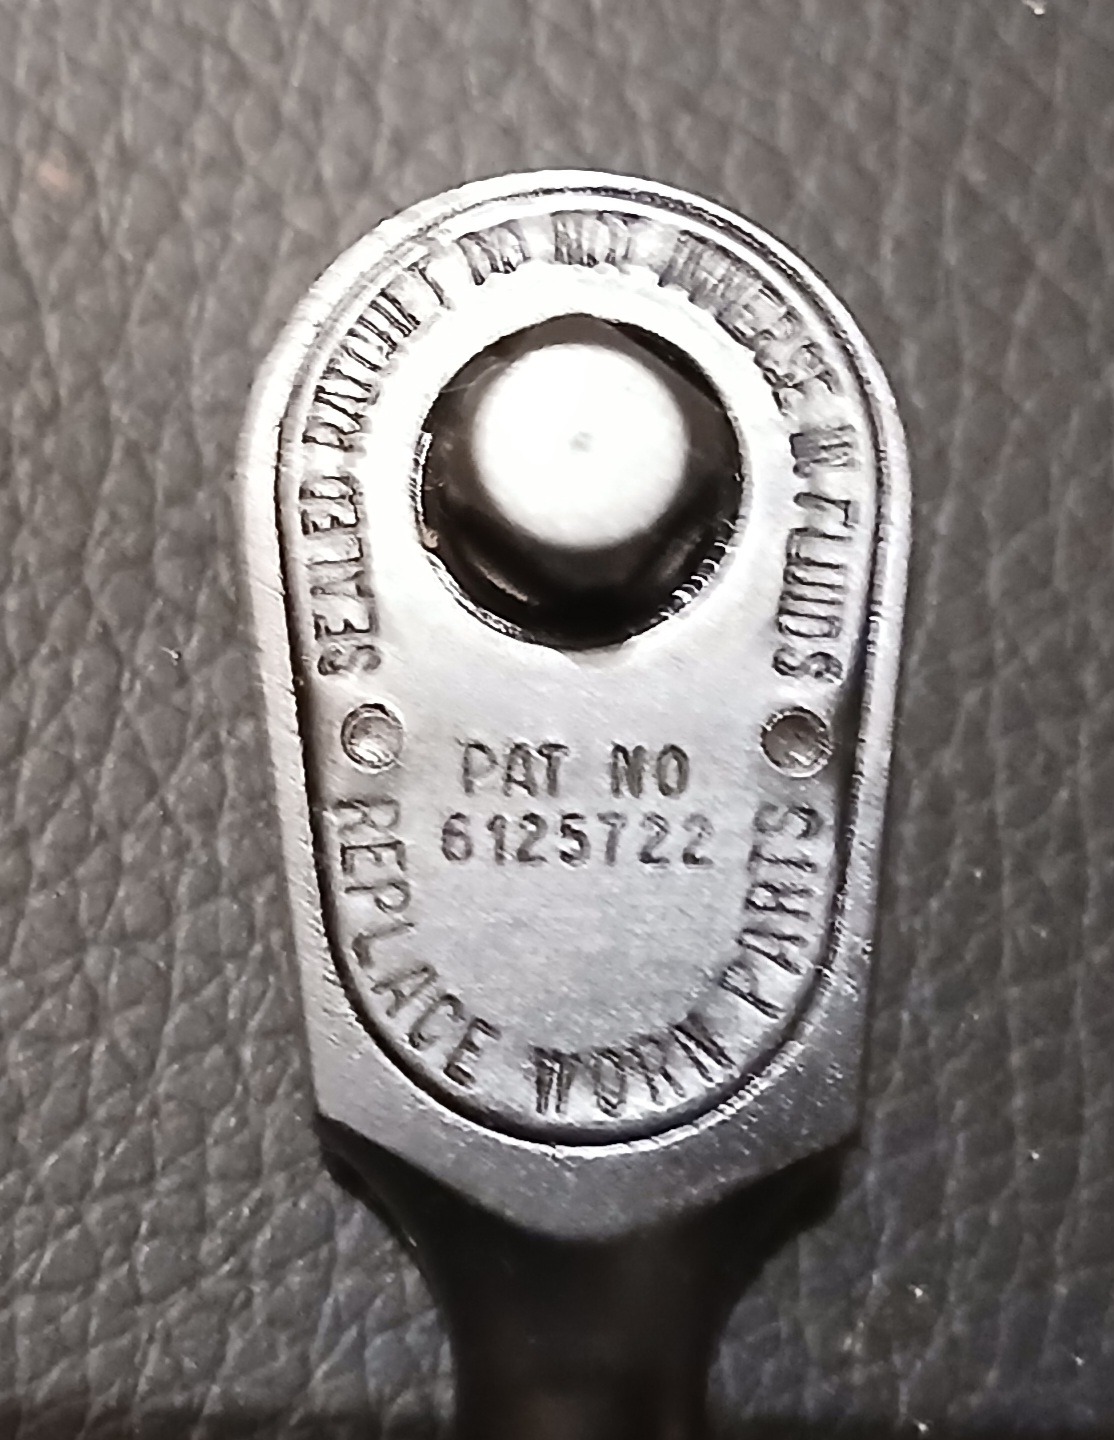 SEALED RATCHET DO NOT IMMERSE IN FLUIDS
PAT NO
6125722
REPLACE WORN PARTS